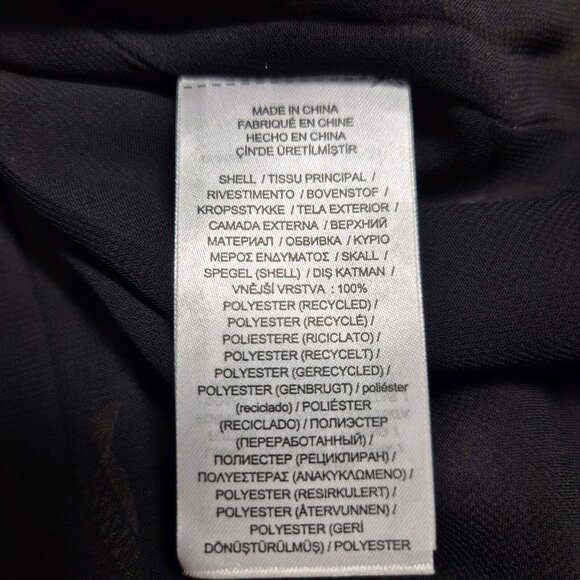 MADE IN CHINA
FABRIQUÉ EN CHINE
HECHO EN CHINA
ÇİN'DE ÜRETİLMİŞTİR
SHELL / TISSU PRINCIPAL /
RIVESTIMENTO / BOVENSTOF /
KROPSSTYKKE / TELA EXTERIOR /
CAMADA EXTERNA / ВЕРХНИЙ
МАТЕРИАЛ / ОБВИВКА / ΚΥΡΙΟ
ΜΕΡΟΣ ΕΝΔΥΜΑΤΟΣ / SKALL /
SPEGEL (SHELL) / DIŞ KATMAN /
VNĚJŠÍ VRSTVA : 100%
POLYESTER (RECYCLED) /
POLYESTER (RECYCLÉ) /
POLIESTERE (RICICLATO) /
POLYESTER (RECYCELT) /
POLYESTER (GERECYCLED) /
POLYESTER (GENBRUGT) / poliéster
(reciclado) / POLIÉSTER
(RECICLADO) / ПОЛИЭСТЕР
(ПЕРЕРАБОТАННЫЙ) /
ПОЛИЕСТЕР (РЕЦИКЛИРАН) /
ΠΟΛΥΕΣΤΕΡΑΣ (ΑΝΑΚΥΚΛΩΜΕΝΟ) /
POLYESTER (RESIRKULERT) /
POLYESTER (ÅTERVUNNEN) /
POLYESTER (GERİ
DÖNÜŞTÜRÜLMÜŞ) / POLYESTER